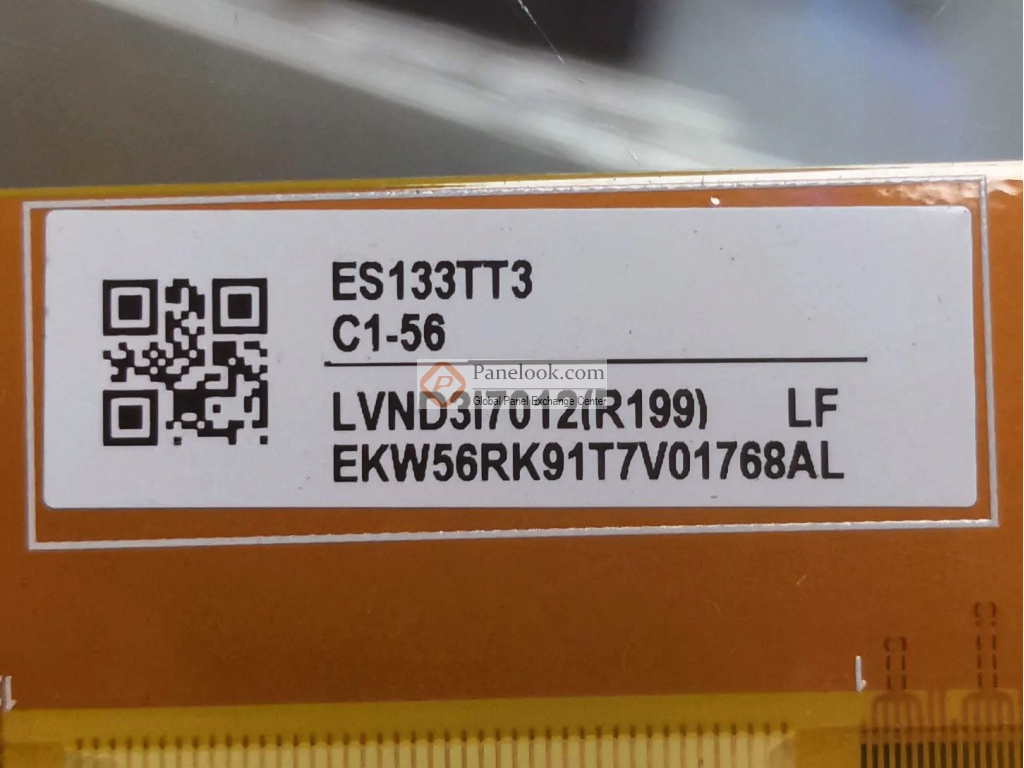 ES133TT3
C1-56
Panelook.com
Global Panel Exchange Center
LVND3I7012(R199) LF
EKW56RK91T7V01768AL